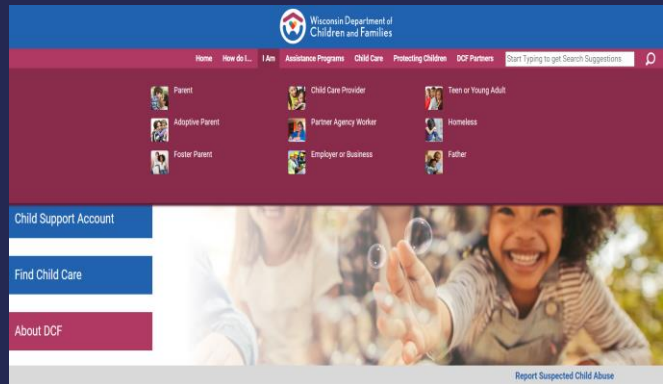 Wisconsin Department of
Children and Families
Home How do I... I Am Assistance Programs Child Care Protecting Children DCF Partners Start Typing to get Search Suggestions
Parent Child Care Provider Teen or Young Adult
Adoptive Parent Partner Agency Worker Homeless
Foster Parent Employer or Business Father
Child Support Account
Find Child Care
About DCF
Report Suspected Child Abuse